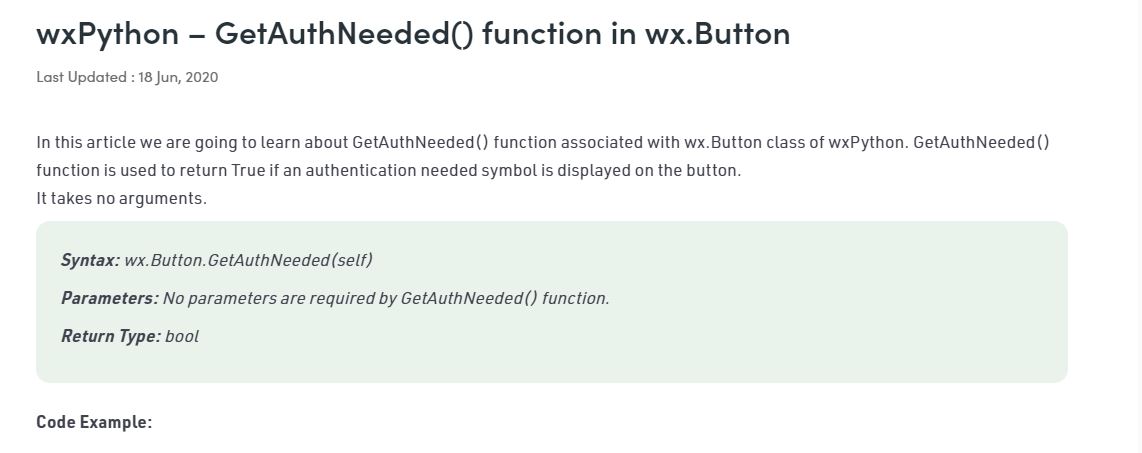 wxPython – GetAuthNeeded() function in wx.Button
Last Updated : 18 Jun, 2020
In this article we are going to learn about GetAuthNeeded() function associated with wx.Button class of wxPython. GetAuthNeeded()
function is used to return True if an authentication needed symbol is displayed on the button.
It takes no arguments.
Syntax: wx.Button.GetAuthNeeded(self)
Parameters: No parameters are required by GetAuthNeeded() function.
Return Type: bool
Code Example: